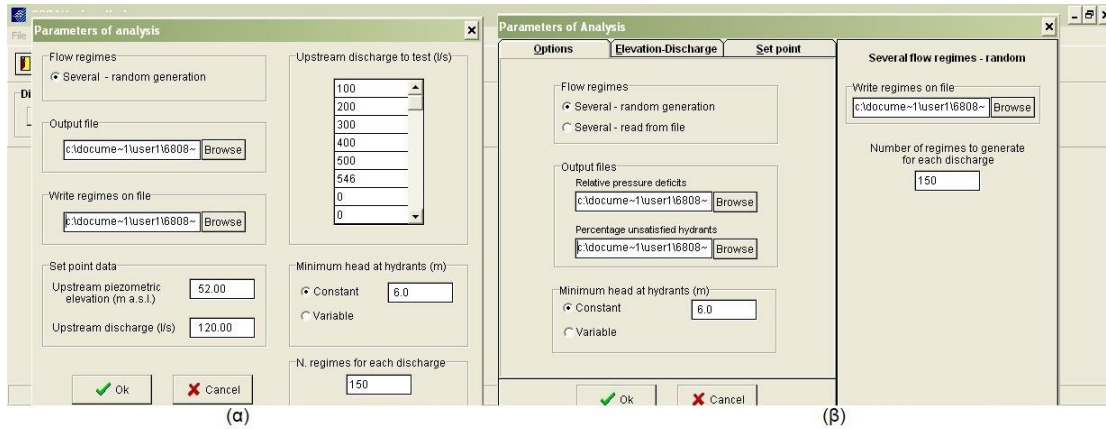 File
Di
Parameters of analysis
Flow regimes
Several - random generation
Output file
c:\docume~1\user1\6808~ Browse
Write regimes on file
c:\docume~1\user1\6808~ Browse
Set point data
Upstream piezometric
elevation (m a.s.l.)
52.00
Upstream discharge (l/s) 120.00
Ok Cancel
Upstream discharge to test (l/s)
100
200
300
400
500
546
0
0
Minimum head at hydrants (m)
Constant 6.0
Variable
N. regimes for each discharge
150
(α)
Parameters of Analysis
Options Elevation-Discharge Set point
Flow regimes
Several - random generation
Several - read from file
Output files
Relative pressure deficits
c:\docume~1\user1\6808~ Browse
Percentage unsatisfied hydrants
c:\docume~1\user1\6808~ Browse
Minimum head at hydrants (m)
Constant 6.0
Variable
Ok Cancel
Several flow regimes - random
Write regimes on file
c:\docume~1\user1\6808~ Browse
Number of regimes to generate
for each discharge
150
(β)